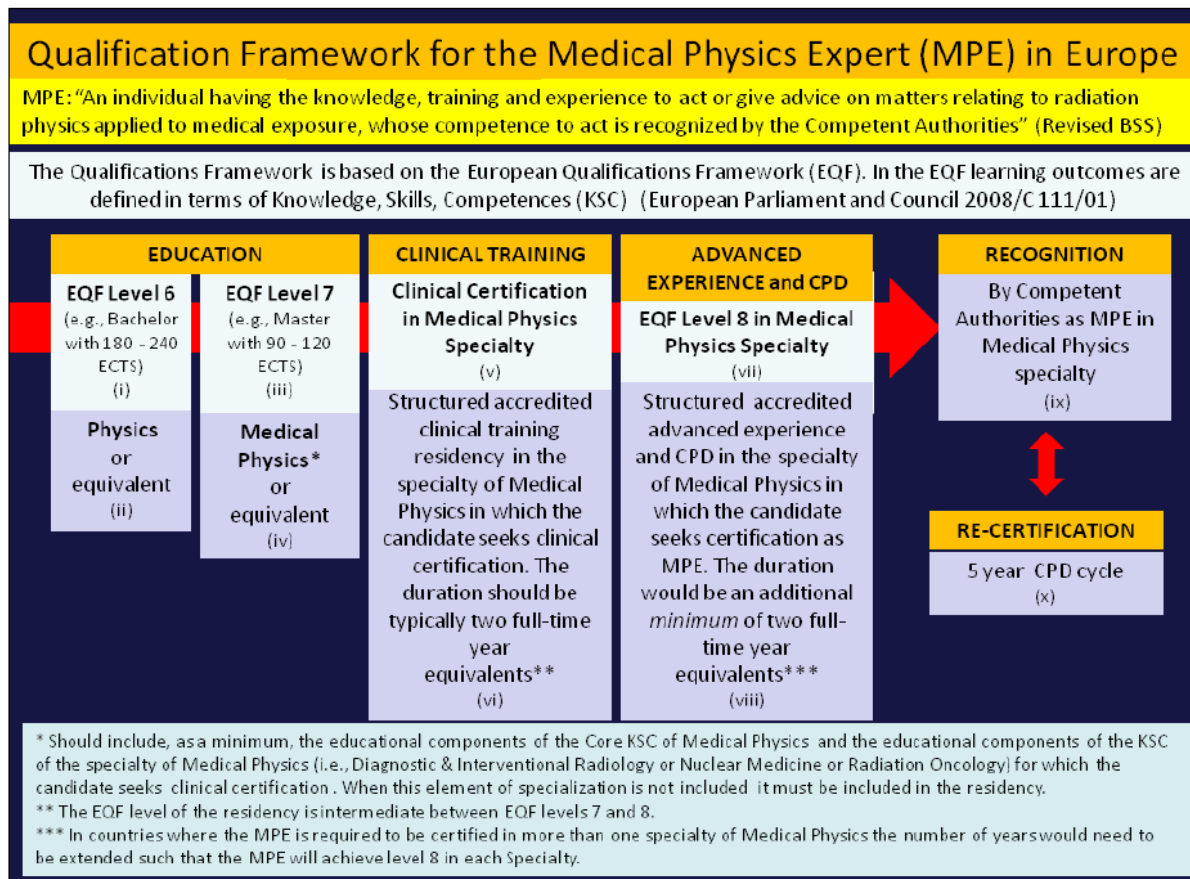 Qualification Framework for the Medical Physics Expert (MPE) in Europe
MPE: “An individual having the knowledge, training and experience to act or give advice on matters relating to radiation
physics applied to medical exposure, whose competence to act is recognized by the Competent Authorities” (Revised BSS)
The Qualifications Framework is based on the European Qualifications Framework (EQF). In the EQF learning outcomes are
defined in terms of Knowledge, Skills, Competences (KSC) (European Parliament and Council 2008/C 111/01)
EDUCATION
EQF Level 6
(e.g., Bachelor
with 180 - 240
ECTS)
(i)
Physics
or
equivalent
(ii)
EQF Level 7
(e.g., Master
with 90 - 120
ECTS)
(iii)
Medical
Physics*
or
equivalent
(iv)
CLINICAL TRAINING
Clinical Certification
in Medical Physics
Specialty
(v)
Structured accredited
clinical training
residency in the
specialty of Medical
Physics in which the
candidate seeks clinical
certification. The
duration should be
typically two full-time
year
equivalents**
(vi)
ADVANCED
EXPERIENCE and CPD
EQF Level 8 in Medical
Physics Specialty
(vii)
Structured accredited
advanced experience
and CPD in the specialty
of Medical Physics in
which the candidate
seeks certification as
MPE. The duration
would be an additional
minimum of two full-
time year
equivalents***
(viii)
RECOGNITION
By Competent
Authorities as MPE in
Medical Physics
specialty
(ix)
RE-CERTIFICATION
5 year CPD cycle
(x)
* Should include, as a minimum, the educational components of the Core KSC of Medical Physics and the educational components of the KSC
of the specialty of Medical Physics (i.e., Diagnostic & Interventional Radiology or Nuclear Medicine or Radiation Oncology) for which the
candidate seeks clinical certification . When this element of specialization is not included it must be included in the residency.
** The EQF level of the residency is intermediate between EQF levels 7 and 8.
*** In countries where the MPE is required to be certified in more than one specialty of Medical Physics the number of years would need to
be extended such that the MPE will achieve level 8 in each Specialty.